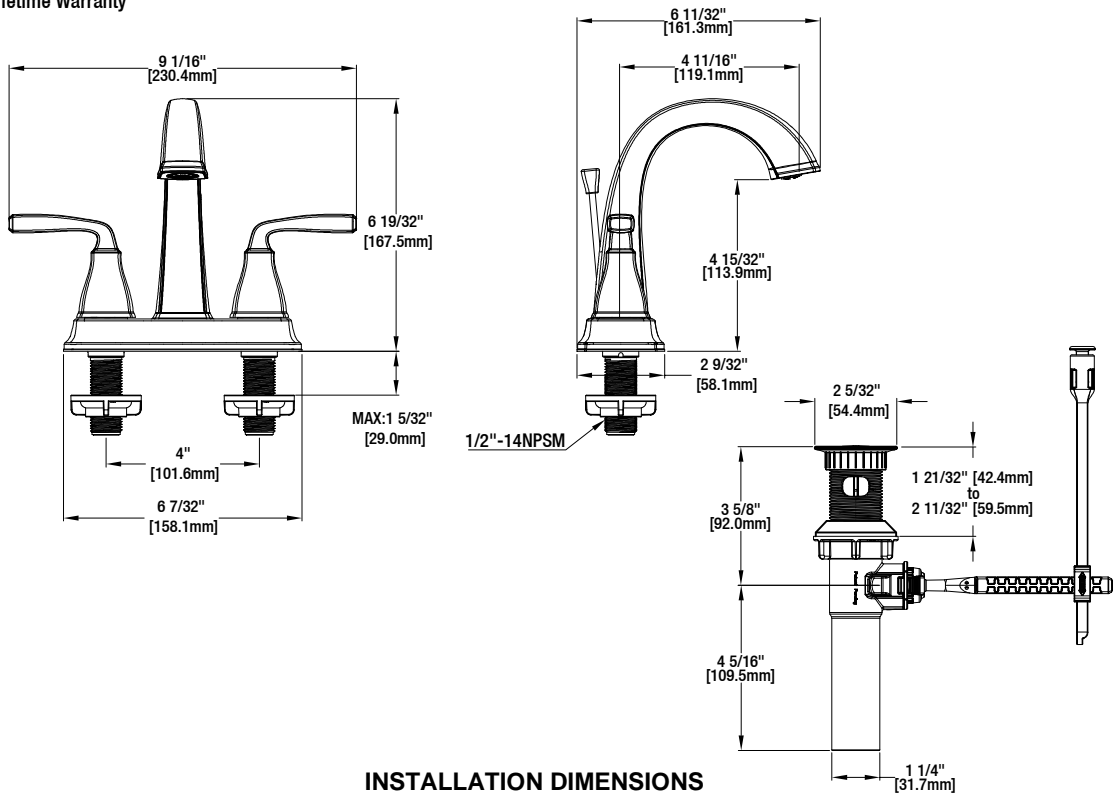 etime Warranty
6 11/32"
[161.3mm]
9 1/16"
[230.4mm]
4 11/16"
[119.1mm]
6 19/32"
[167.5mm]
4 15/32"
[113.9mm]
2 9/32"
[58.1mm]
MAX:1 5/32"
[29.0mm]
1/2"-14NPSM
4"
[101.6mm]
6 7/32"
[158.1mm]
2 5/32"
[54.4mm]
1 21/32" [42.4mm]
to
2 11/32" [59.5mm]
3 5/8"
[92.0mm]
4 5/16"
[109.5mm]
1 1/4"
[31.7mm]
INSTALLATION DIMENSIONS